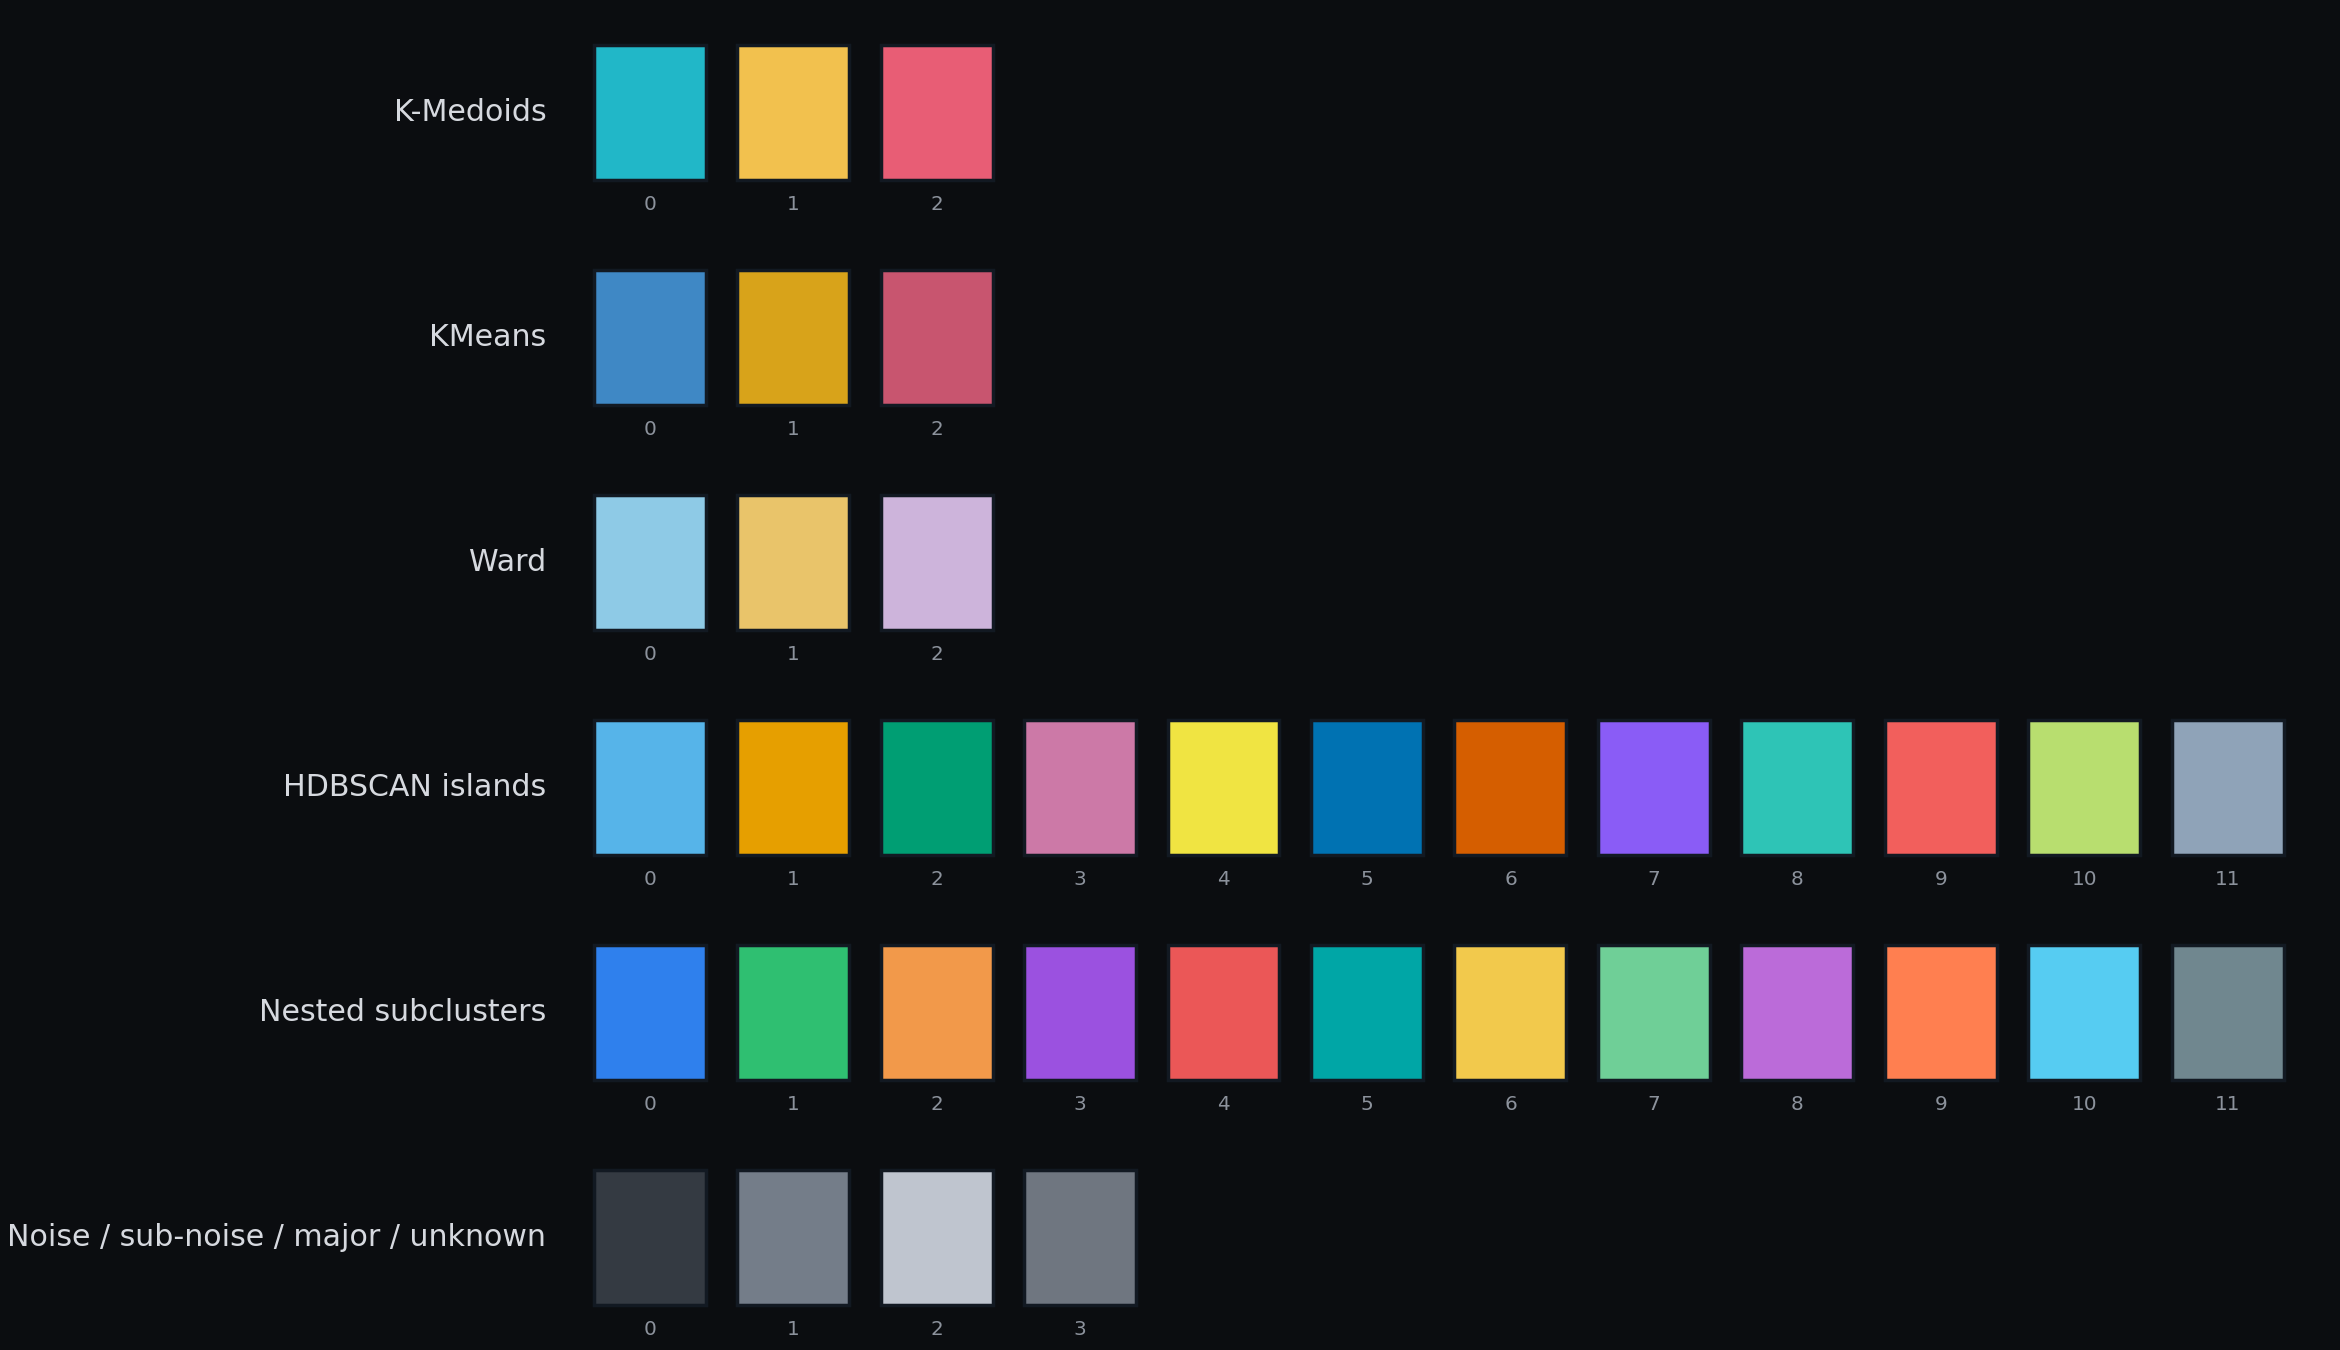 K-Medoids
0 1 2
KMeans
0 1 2
Ward
0 1 2
HDBSCAN islands
0 1 2 3 4 5 6 7 8 9 10 11
Nested subclusters
0 1 2 3 4 5 6 7 8 9 10 11
Noise / sub-noise / major / unknown
0 1 2 3